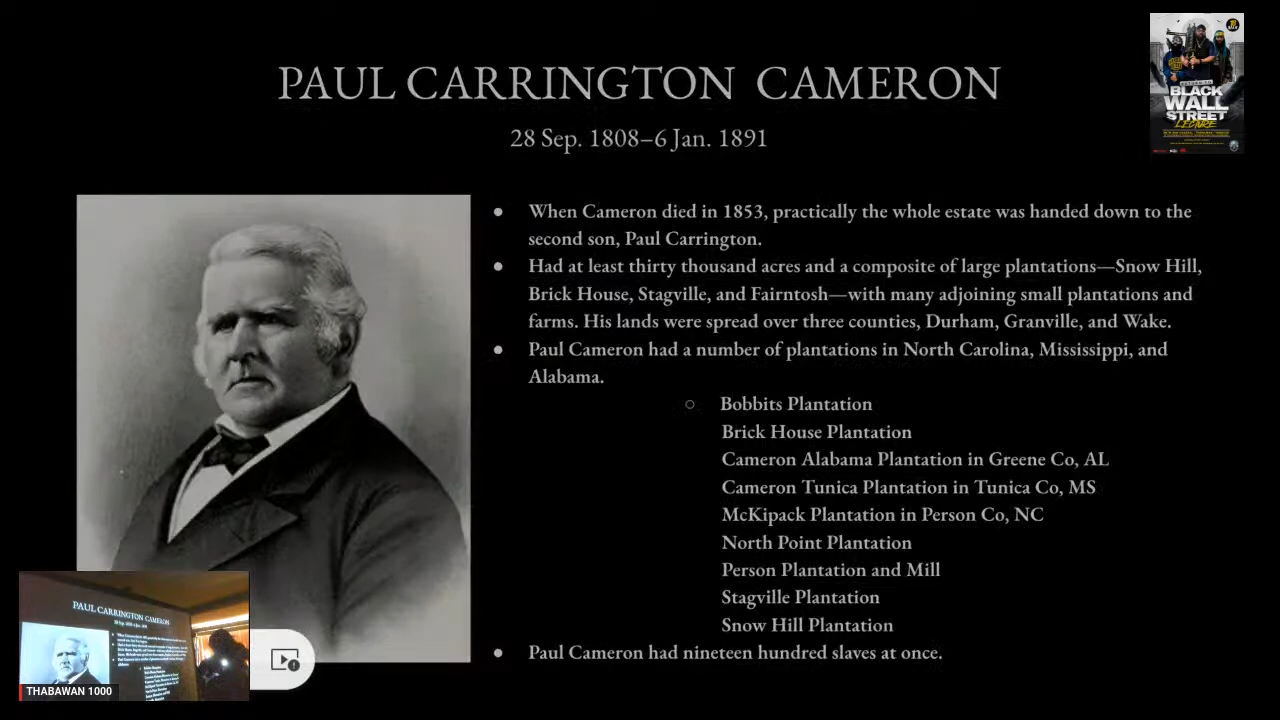 PAUL CARRINGTON CAMERON
28 Sep. 1808–6 Jan. 1891
BLACK
WALL
STREET
LECTURE
● When Cameron died in 1853, practically the whole estate was handed down to the
second son, Paul Carrington.
● Had at least thirty thousand acres and a composite of large plantations—Snow Hill,
Brick House, Stagville, and Fairntosh—with many adjoining small plantations and
farms. His lands were spread over three counties, Durham, Granville, and Wake.
● Paul Cameron had a number of plantations in North Carolina, Mississippi, and
Alabama.
○ Bobbits Plantation
Brick House Plantation
Cameron Alabama Plantation in Greene Co, AL
Cameron Tunica Plantation in Tunica Co, MS
McKipack Plantation in Person Co, NC
North Point Plantation
Person Plantation and Mill
Stagville Plantation
Snow Hill Plantation
● Paul Cameron had nineteen hundred slaves at once.
PAUL CARRINGTON CAMERON
THABAWAN 1000